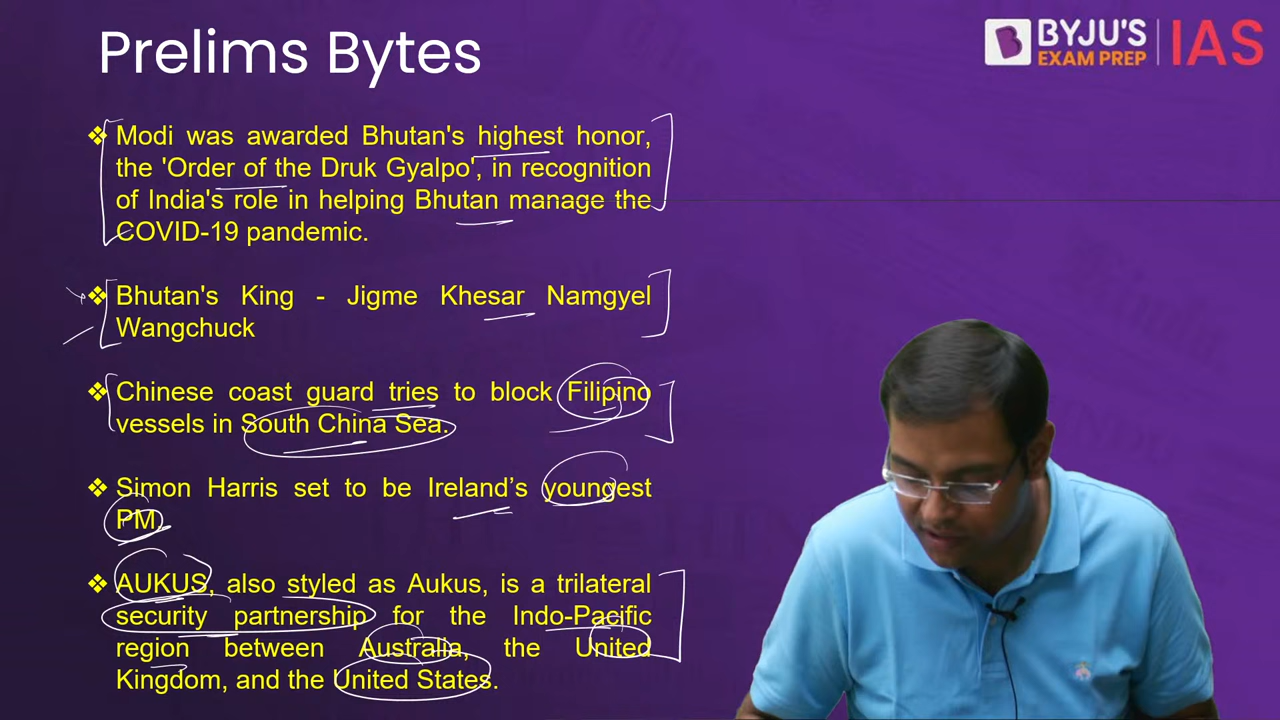 Prelims Bytes
BYJU'S
EXAM PREP
IAS
❖ Modi was awarded Bhutan's highest honor,
the 'Order of the Druk Gyalpo', in recognition
of India's role in helping Bhutan manage the
COVID-19 pandemic.
❖ Bhutan's King - Jigme Khesar Namgyel
Wangchuck
❖ Chinese coast guard tries to block Filipino
vessels in South China Sea.
❖ Simon Harris set to be Ireland’s youngest
PM.
❖ AUKUS, also styled as Aukus, is a trilateral
security partnership for the Indo-Pacific
region between Australia, the United
Kingdom, and the United States.